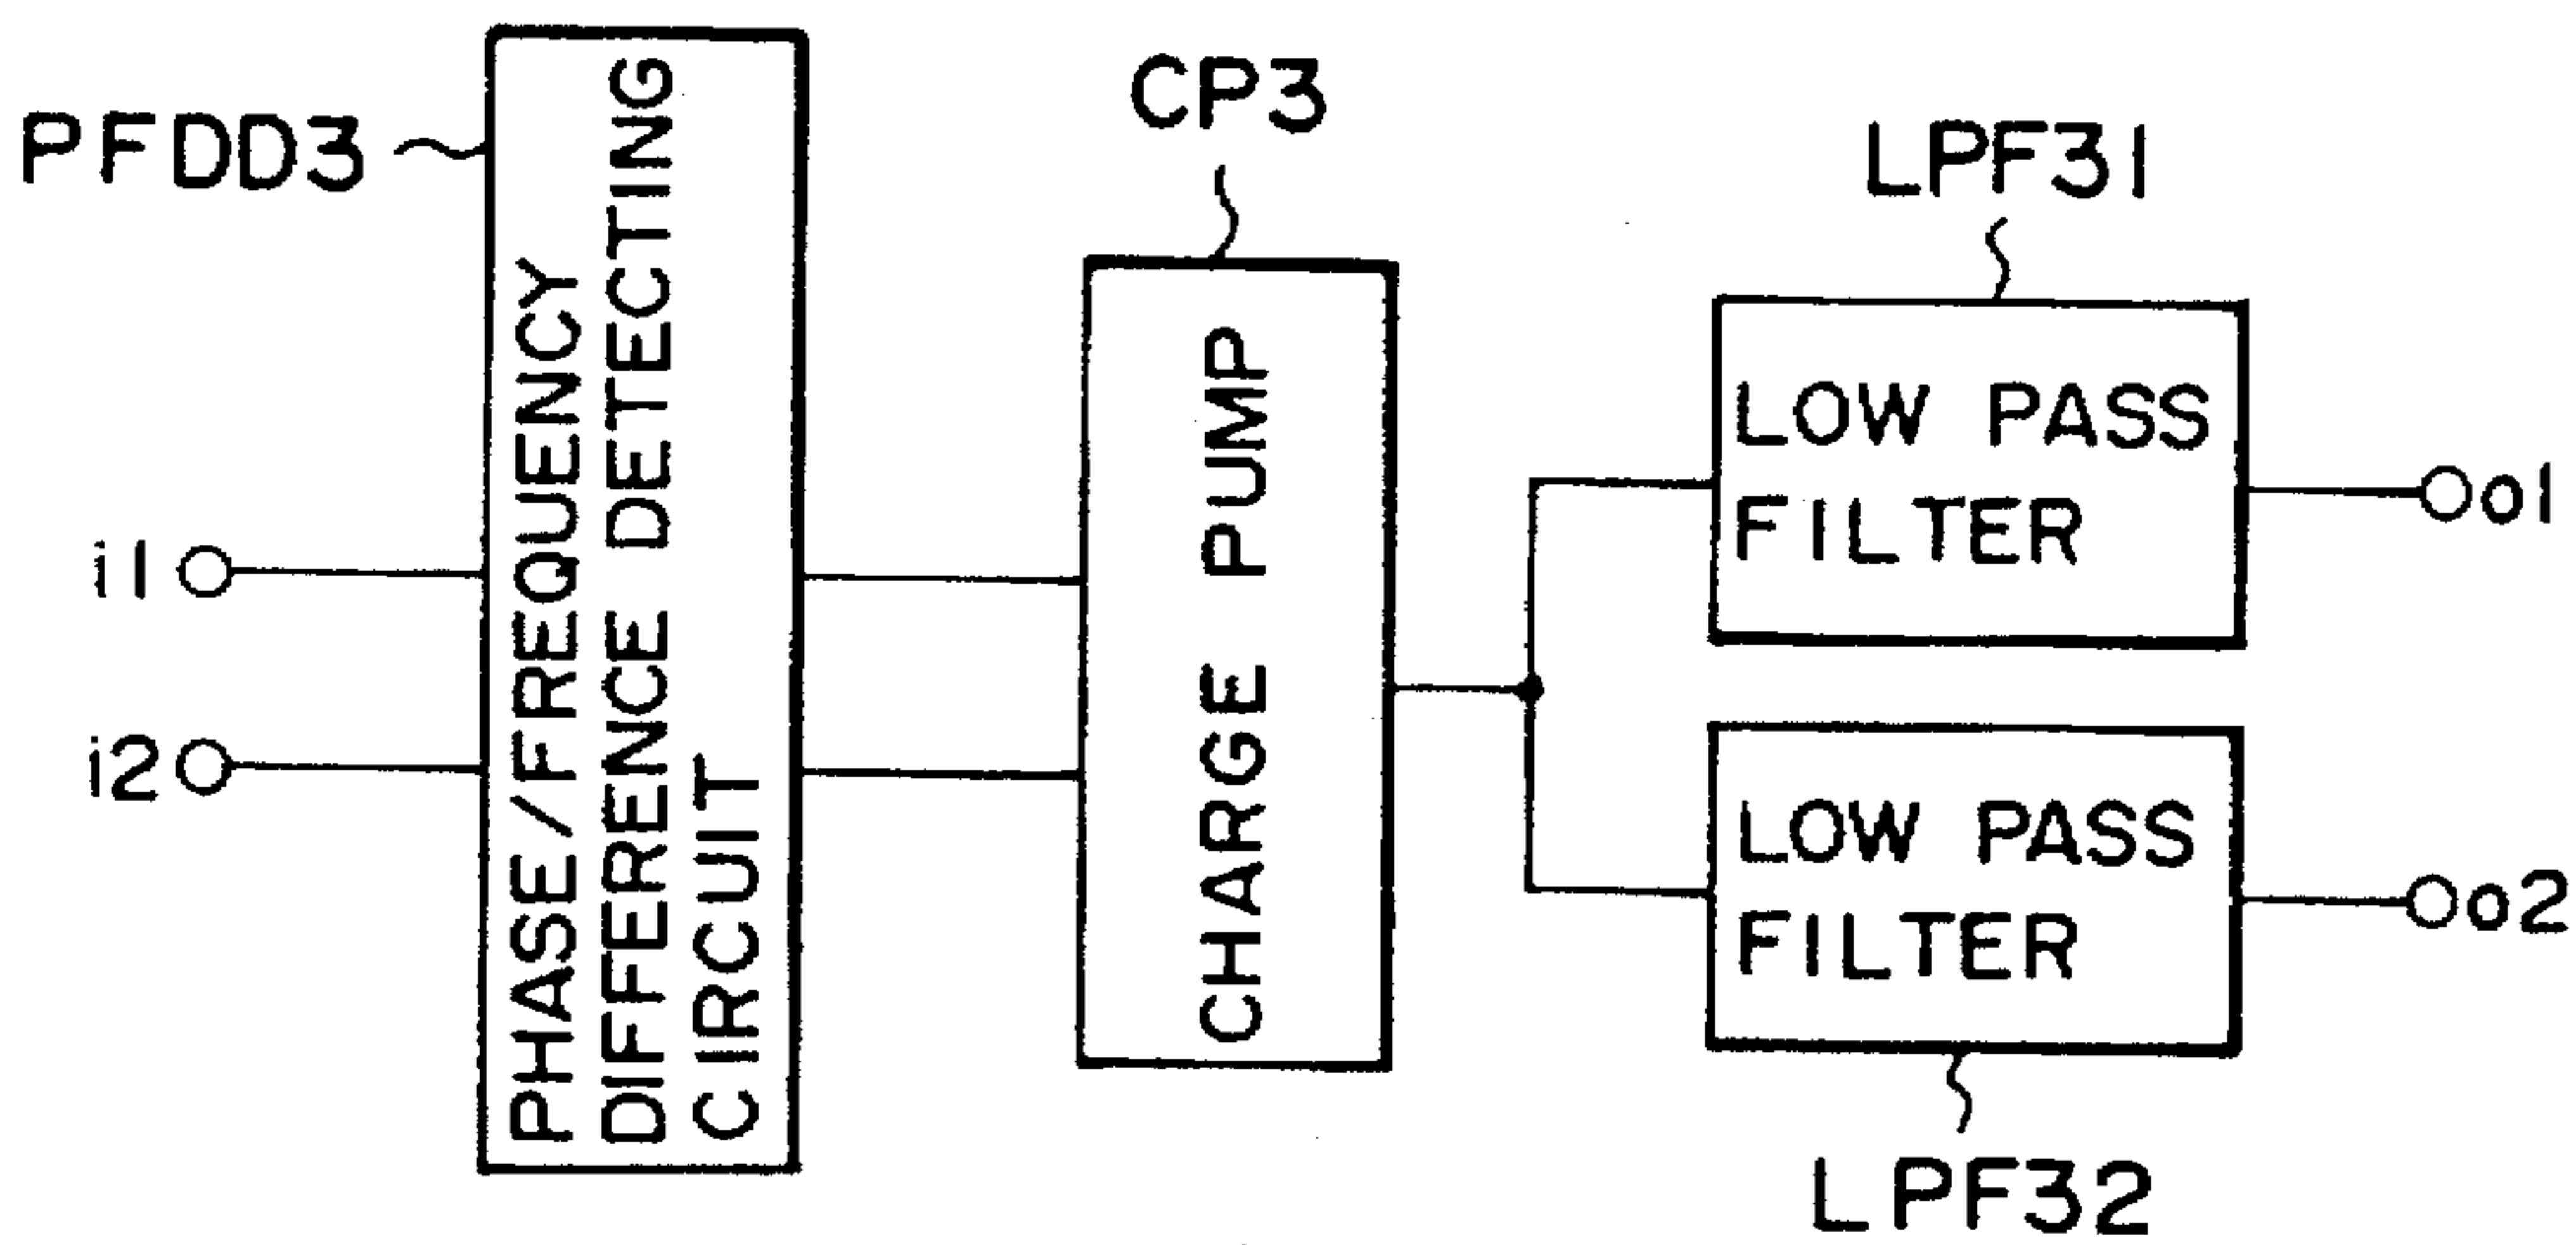 PFDD3
PHASE/FREQUENCY
DIFFERENCE DETECTING
CIRCUIT
i1
i2
CP3
CHARGE PUMP
LPF31
LOW PASS
FILTER
o1
LOW PASS
FILTER
o2
LPF32